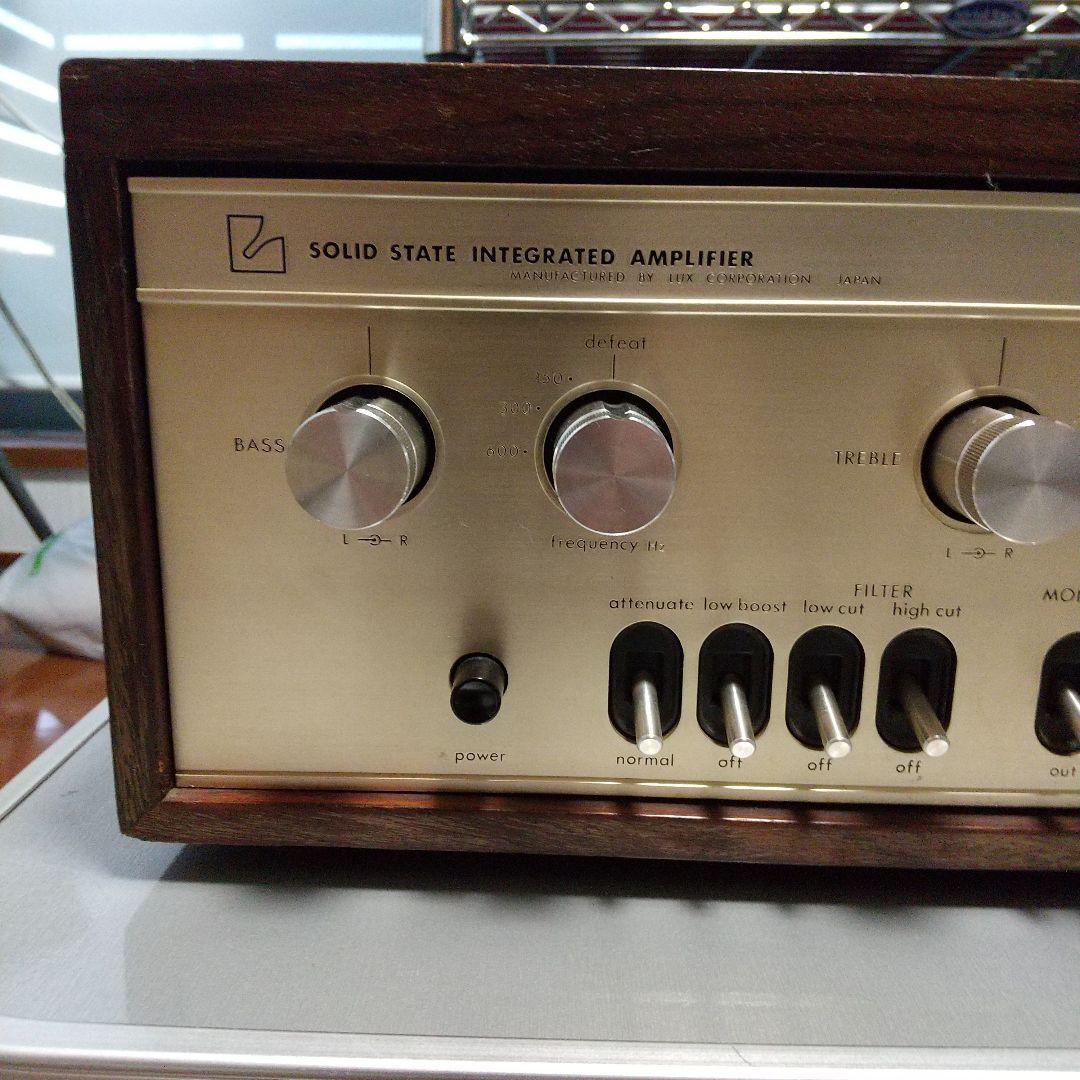 SOLID STATE INTEGRATED AMPLIFIER
MANUFACTURED BY LUX CORPORATION JAPAN
defeat
150
300
600
BASS
TREBLE
L R
frequency Hz
L R
FILTER
attenuate low boost low cut high cut
power
normal
off
off
off
out